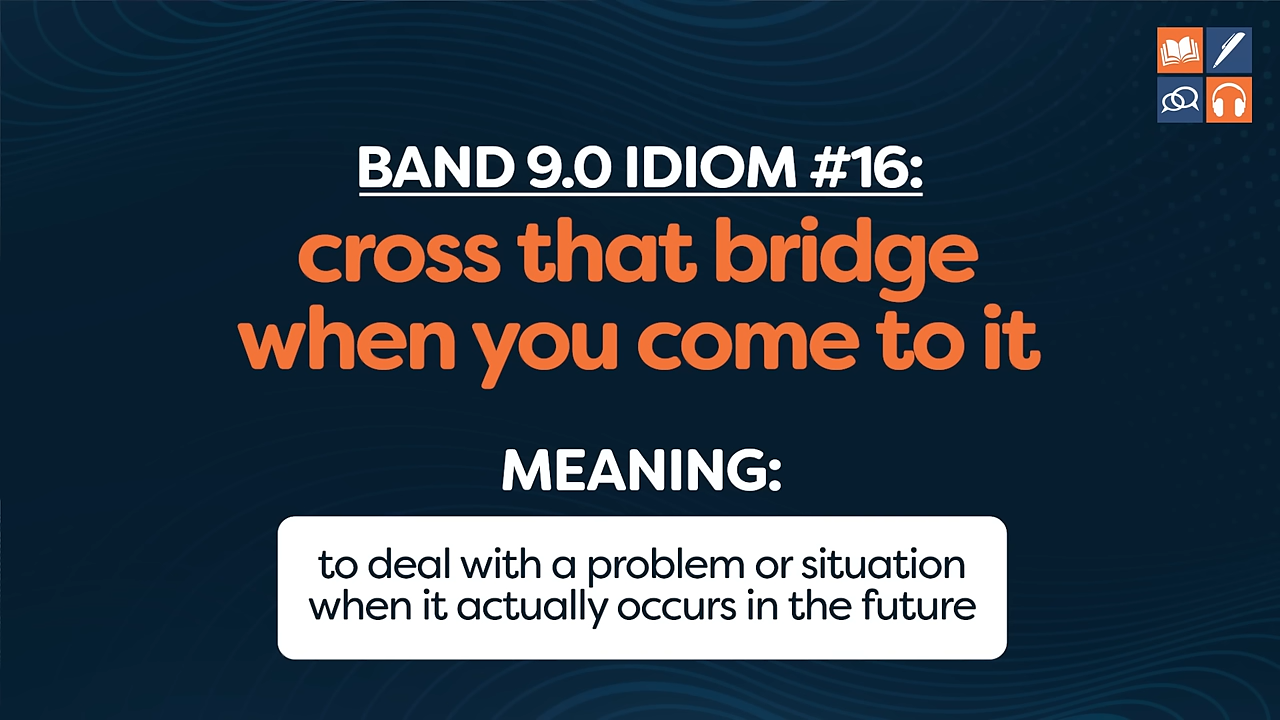 BAND 9.0 IDIOM #16:
cross that bridge
when you come to it
MEANING:
to deal with a problem or situation
when it actually occurs in the future